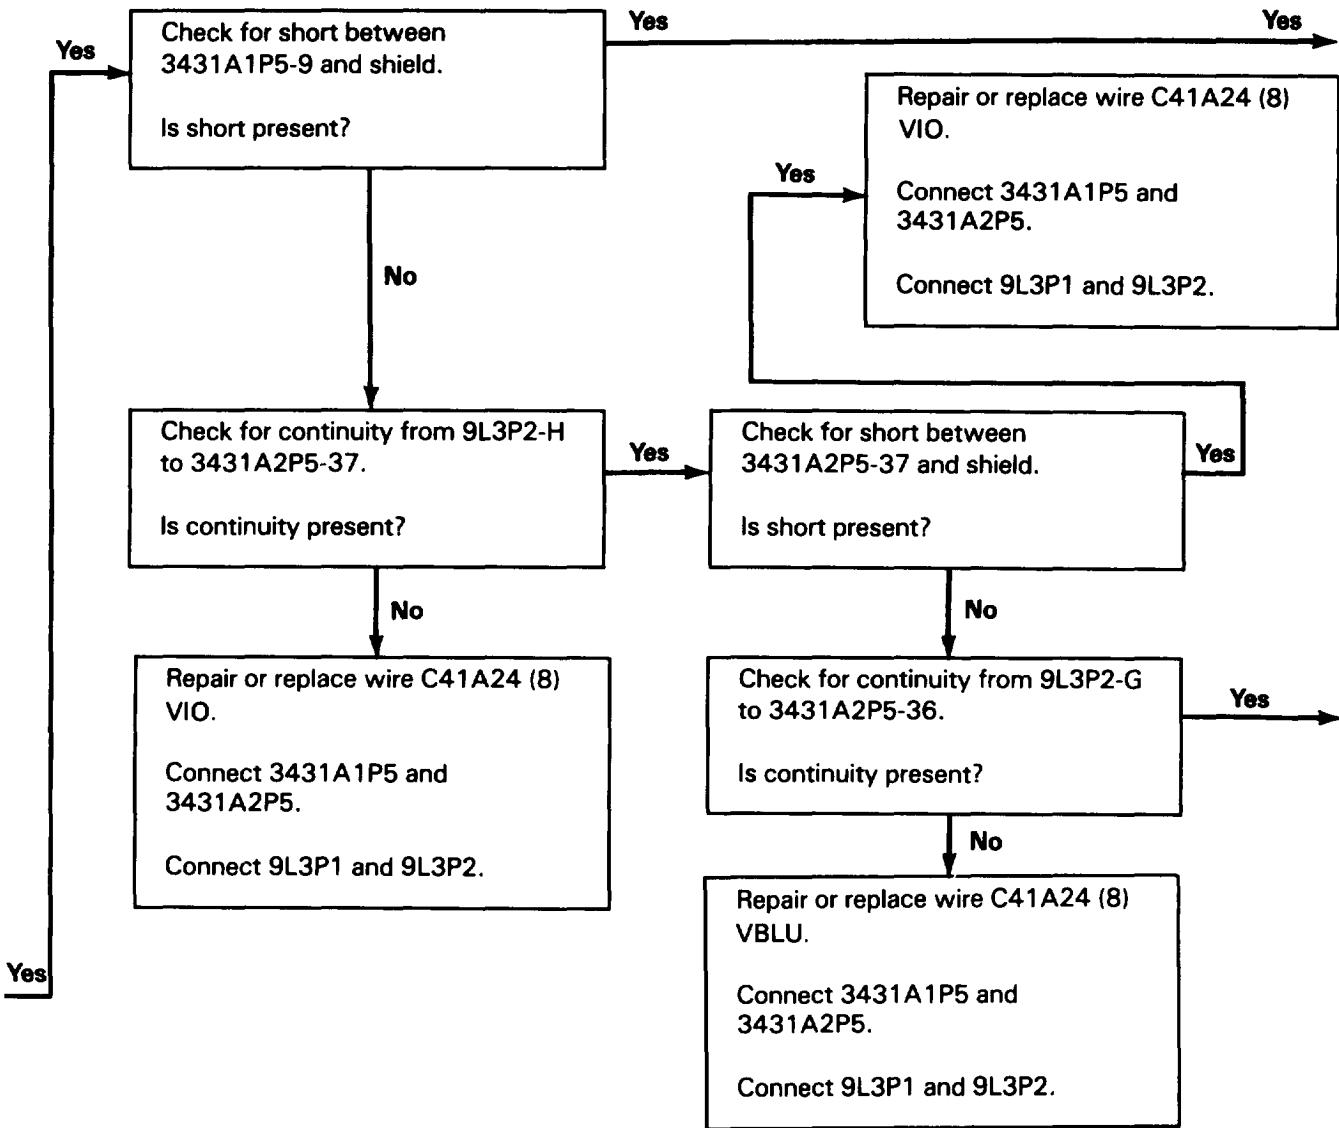 Yes
Check for short between
3431A1P5-9 and shield.
Is short present?
Yes
Yes
Repair or replace wire C41A24 (8)
VIO.
Connect 3431A1P5 and
3431A2P5.
Connect 9L3P1 and 9L3P2.
Yes
No
Check for continuity from 9L3P2-H
to 3431A2P5-37.
Is continuity present?
Yes
Check for short between
3431A2P5-37 and shield.
Is short present?
Yes
No
No
Repair or replace wire C41A24 (8)
VIO.
Connect 3431A1P5 and
3431A2P5.
Connect 9L3P1 and 9L3P2.
Check for continuity from 9L3P2-G
to 3431A2P5-36.
Is continuity present?
Yes
No
Repair or replace wire C41A24 (8)
VBLU.
Connect 3431A1P5 and
3431A2P5.
Connect 9L3P1 and 9L3P2.
Yes